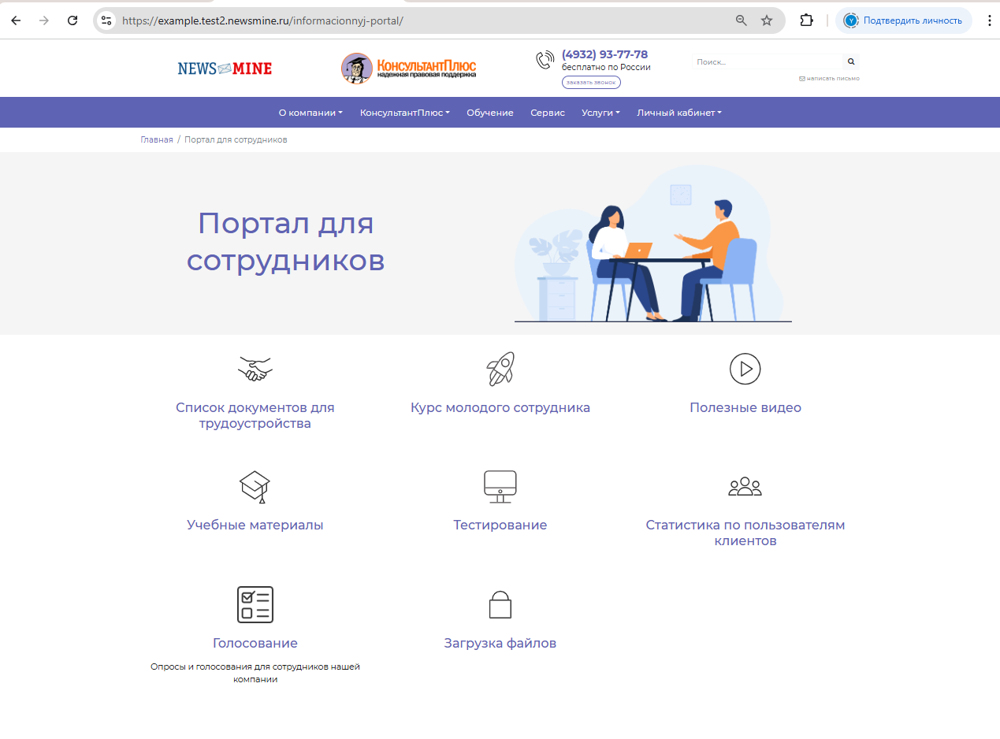 https://example.test2.newsmine.ru/informacionnyj-portal/
Y
Подтвердить личность
NEWS MINE
КонсультантПлюс
надежная правовая поддержка
(4932) 93-77-78
бесплатно по России
заказать звонок
Поиск...
написать письмо
О компании
КонсультантПлюс
Обучение
Сервис
Услуги
Личный кабинет
Главная / Портал для сотрудников
Портал для
сотрудников
Список документов для
трудоустройства
Курс молодого сотрудника
Полезные видео
Учебные материалы
Тестирование
Статистика по пользователям
клиентов
Голосование
Опросы и голосования для сотрудников нашей
компании
Загрузка файлов